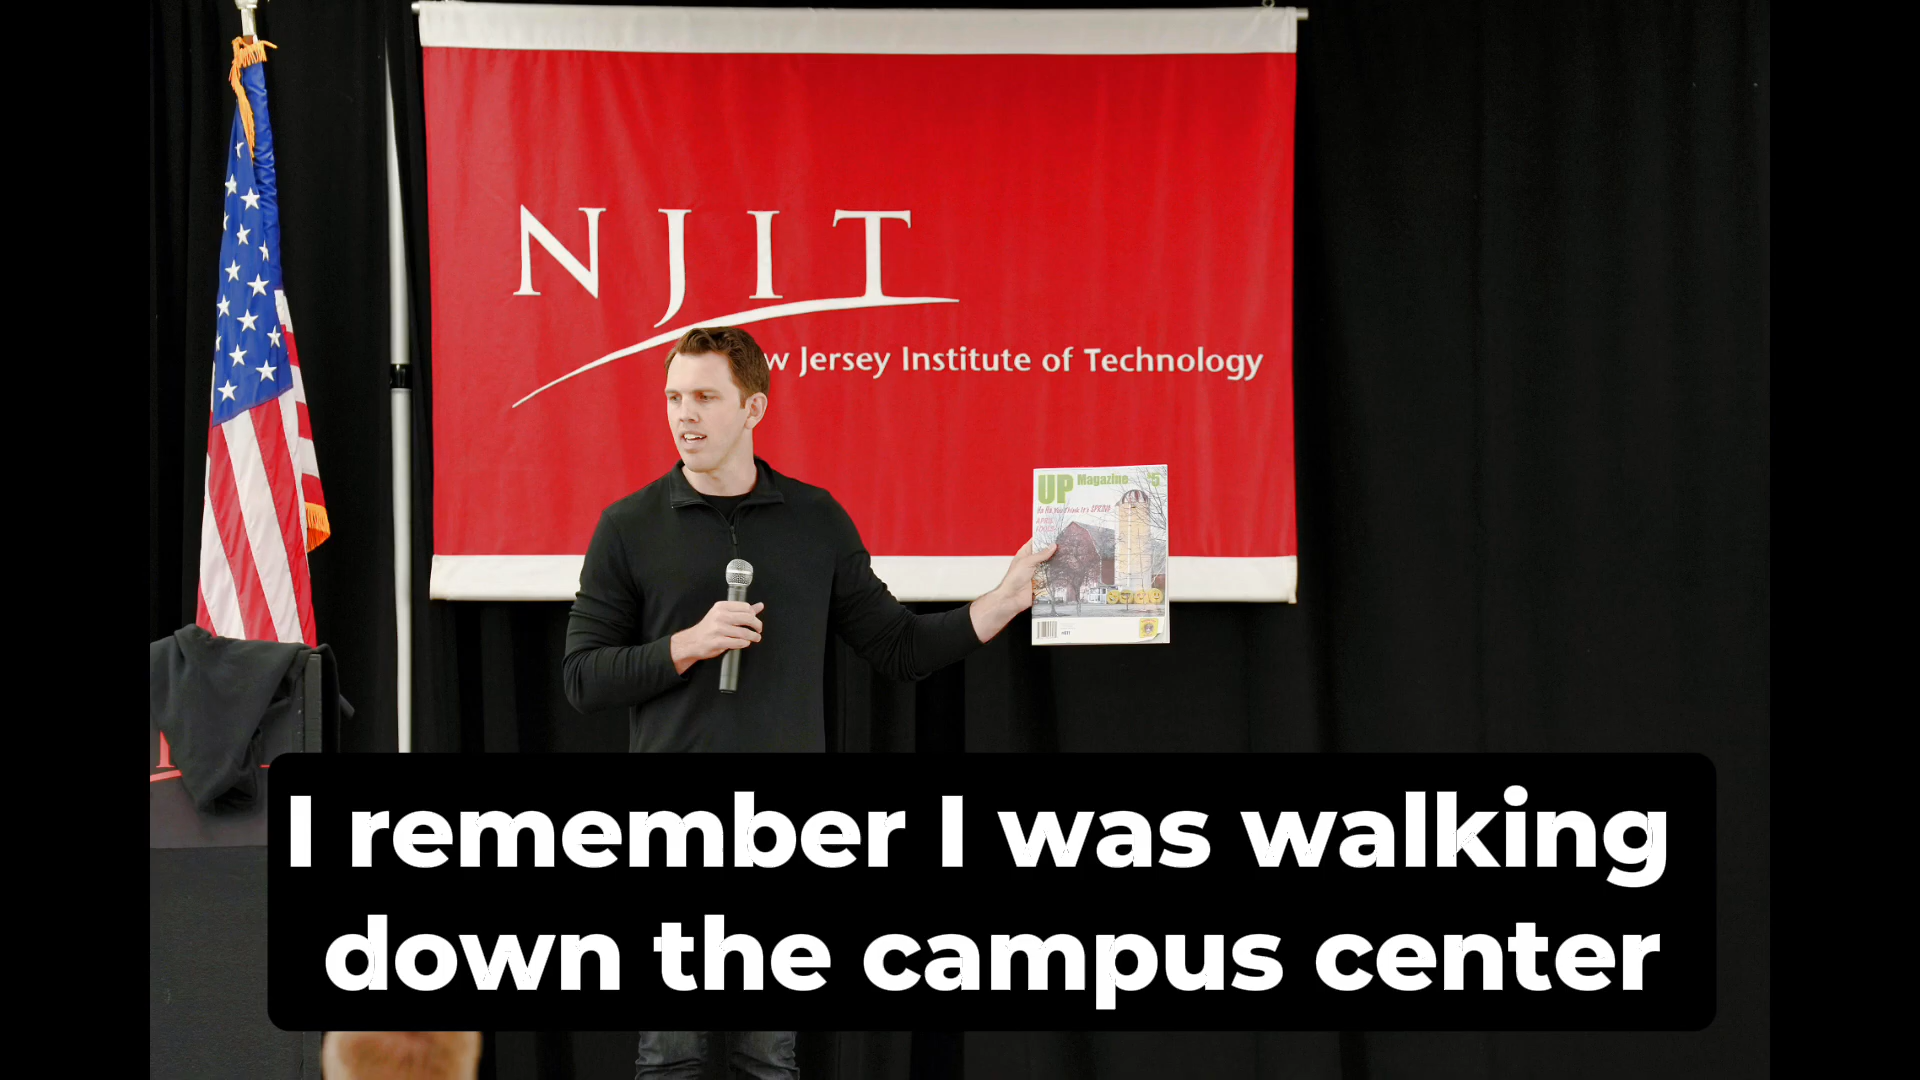 NJIT
w Jersey Institute of Technology
UP Magazine
I remember I was walking
down the campus center